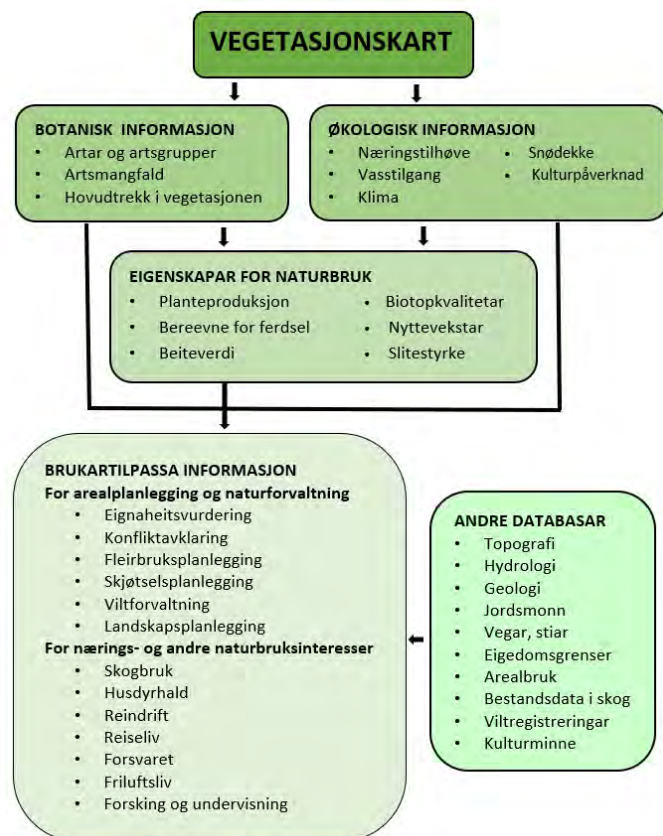 VEGETASJONSKART
BOTANISK INFORMASJON
• Artar og artsgrupper
• Artsmangfald
• Hovudtrekk i vegetasjonen
ØKOLOGISK INFORMASJON
• Næringstilhøve
• Vasstilgang
• Klima
• Snødekke
• Kulturpåverknad
EIGENSKAPAR FOR NATURBRUK
• Planteproduksjon
• Bereevne for ferdsel
• Beiteverdi
• Biotopkvalitetar
• Nyttevekstar
• Slitestyrke
BRUKARTILPASSA INFORMASJON
For arealplanlegging og naturforvaltning
• Eignaheitsvurdering
• Konfliktavklaring
• Fleirbruksplanlegging
• Skjøtselsplanlegging
• Viltforvaltning
• Landskapsplanlegging
For nærings- og andre naturbruksinteresser
• Skogbruk
• Husdyrhald
• Reindrift
• Reiseliv
• Forsvaret
• Friluftsliv
• Forsking og undervisning
ANDRE DATABASAR
• Topografi
• Hydrologi
• Geologi
• Jordsmonn
• Vegar, stiar
• Eigedomsgrenser
• Arealbruk
• Bestandsdata i skog
• Viltregistreringar
• Kulturminne